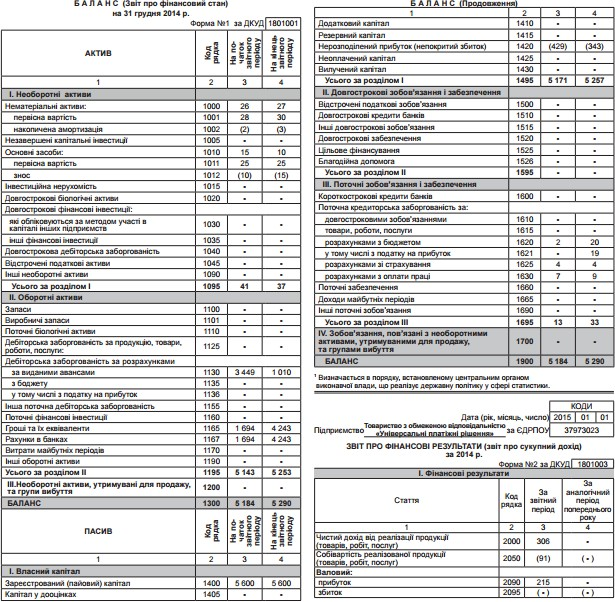 Б А Л А Н С (Звіт про фінансовий стан)
на 31 грудня 2014 р.
Форма №1 за ДКУД 1801001
АКТИВ Код рядка На початок звітного періоду На кінець звітного періоду
1 2 3 4
I. Необоротні активи
Нематеріальні активи: 1000 26 27
первісна вартість 1001 28 30
накопичена амортизація 1002 (2) (3)
Незавершені капітальні інвестиції 1005 - -
Основні засоби: 1010 15 10
первісна вартість 1011 25 25
знос 1012 (10) (15)
Інвестиційна нерухомість 1015 - -
Довгострокові біологічні активи 1020 - -
Довгострокові фінансові інвестиції:
які обліковуються за методом участі в
капіталі інших підприємств 1030 - -
інші фінансові інвестиції 1035 - -
Довгострокова дебіторська заборгованість 1040 - -
Відстрочені податкові активи 1045 - -
Інші необоротні активи 1090 - -
Усього за розділом I 1095 41 37
II. Оборотні активи
Запаси 1100 - -
Виробничі запаси 1101 - -
Поточні біологічні активи 1110 - -
Дебіторська заборгованість за продукцію, товари,
роботи, послуги: 1125 - -
Дебіторська заборгованість за розрахунками
за виданими авансами 1130 3 449 1 010
з бюджету 1135 - -
у тому числі з податку на прибуток 1136 - -
Інша поточна дебіторська заборгованість 1155 - -
Поточні фінансові інвестиції 1160 - -
Гроші та їх еквіваленти 1165 1 694 4 243
Рахунки в банках 1167 1 694 4 243
Витрати майбутніх періодів 1170 - -
Інші оборотні активи 1190 - -
Усього за розділом II 1195 5 143 5 253
III.Необоротні активи, утримувані для продажу,
та групи вибуття 1200 - -
БАЛАНС 1300 5 184 5 290
ПАСИВ Код рядка На початок звітного періоду На кінець звітного періоду
1 2 3 4
I. Власний капітал
Зареєстрований (пайовий) капітал 1400 5 600 5 600
Капітал у дооцінках 1405 - -
Б А Л А Н С (Продовження)
1 2 3 4
Додатковий капітал 1410 - -
Резервний капітал 1415 - -
Нерозподілений прибуток (непокритий збиток) 1420 (429) (343)
Неоплачений капітал 1425 - -
Вилучений капітал 1430 - -
Усього за розділом I 1495 5 171 5 257
II. Довгострокові зобов'язання і забезпечення
Відстрочені податкові зобов'язання 1500 - -
Довгострокові кредити банків 1510 - -
Інші довгострокові зобов'язання 1515 - -
Довгострокові забезпечення 1520 - -
Цільове фінансування 1525 - -
Благодійна допомога 1526 - -
Усього за розділом II 1595 - -
III. Поточні зобов'язання і забезпечення
Короткострокові кредити банків 1600 - -
Поточна кредиторська заборгованість за:
довгостроковими зобов'язаннями 1610 - -
товари, роботи, послуги 1615 - -
розрахунками з бюджетом 1620 2 20
у тому числі з податку на прибуток 1621 - 19
розрахунками зі страхування 1625 4 4
розрахунками з оплати праці 1630 7 9
Поточні забезпечення 1660 - -
Доходи майбутніх періодів 1665 - -
Інші поточні зобов'язання 1690 - -
Усього за розділом III 1695 13 33
IV. Зобов'язання, пов'язані з необоротними
активами, утримуваними для продажу, 1700 - -
та групами вибуття
БАЛАНС 1900 5 184 5 290
¹ Визначається в порядку, встановленому центральним органом
виконавчої влади, що реалізує державну політику у сфері статистики.
КОДИ
Дата (рік, місяць, число) 2015 01 01
Підприємство Товариство з обмеженою відповідальністю
«Універсальні платіжні рішення» за ЄДРПОУ 37973023
ЗВІТ ПРО ФІНАНСОВІ РЕЗУЛЬТАТИ (звіт про сукупний дохід)
за 2014 р.
Форма №2 за ДКУД 1801003
I. Фінансові результати
Стаття Код рядка За звітний період За аналогічний період попереднього року
1 2 3 4
Чистий дохід від реалізації продукції
(товарів, робіт, послуг) 2000 306 -
Собівартість реалізованої продукції
(товарів, робіт, послуг) 2050 (91) (-)
Валовий:
прибуток 2090 215 -
збиток 2095 (-) (-)